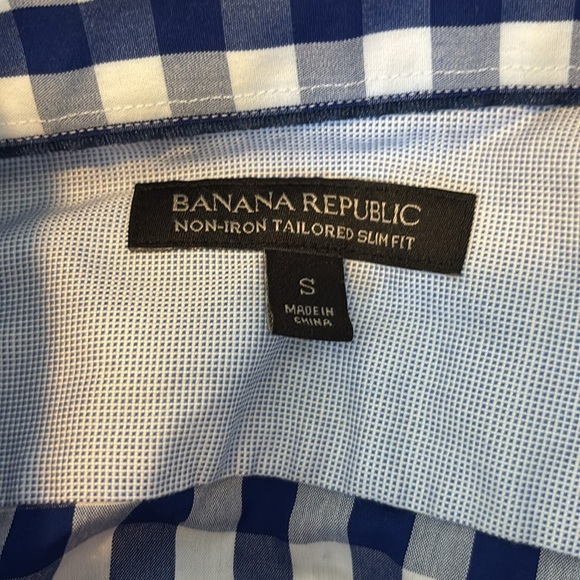 BANANA REPUBLIC
NON-IRON TAILORED SLIM FIT
S
MADE IN
CHINA